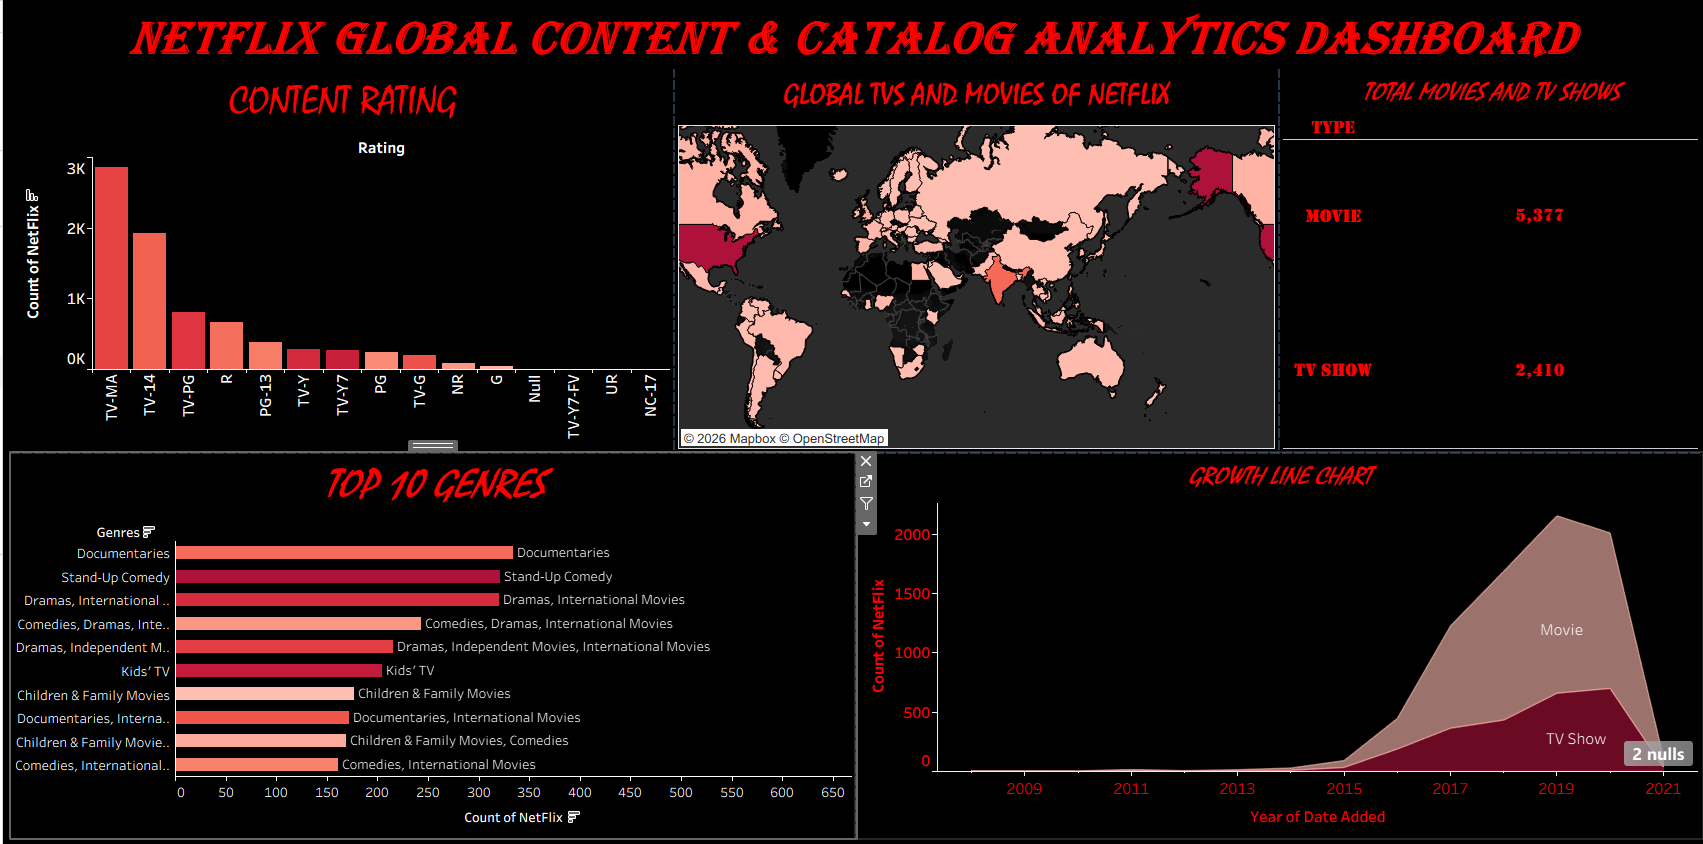 NETFLIX GLOBAL CONTENT & CATALOG ANALYTICS DASHBOARD
CONTENT RATING
Rating
Count of NetFlix
3K
2K
1K
0K
TV-MA
TV-14
TV-PG
R
PG-13
TV-Y
TV-Y7
PG
TV-G
NR
G
Null
TV-Y7-FV
UR
NC-17
GLOBAL TVS AND MOVIES OF NETFLIX
© 2026 Mapbox © OpenStreetMap
TOTAL MOVIES AND TV SHOWS
TYPE
MOVIE 5,377
TV SHOW 2,410
TOP 10 GENRES
Genres
Documentaries Documentaries
Stand-Up Comedy Stand-Up Comedy
Dramas, International .. Dramas, International Movies
Comedies, Dramas, Inte.. Comedies, Dramas, International Movies
Dramas, Independent M.. Dramas, Independent Movies, International Movies
Kids' TV Kids' TV
Children & Family Movies Children & Family Movies
Documentaries, Interna.. Documentaries, International Movies
Children & Family Movie.. Children & Family Movies, Comedies
Comedies, International.. Comedies, International Movies
0 50 100 150 200 250 300 350 400 450 500 550 600 650
Count of NetFlix
GROWTH LINE CHART
Count of NetFlix
2000
1500
1000
500
0
Movie
TV Show
2 nulls
2009 2011 2013 2015 2017 2019 2021
Year of Date Added